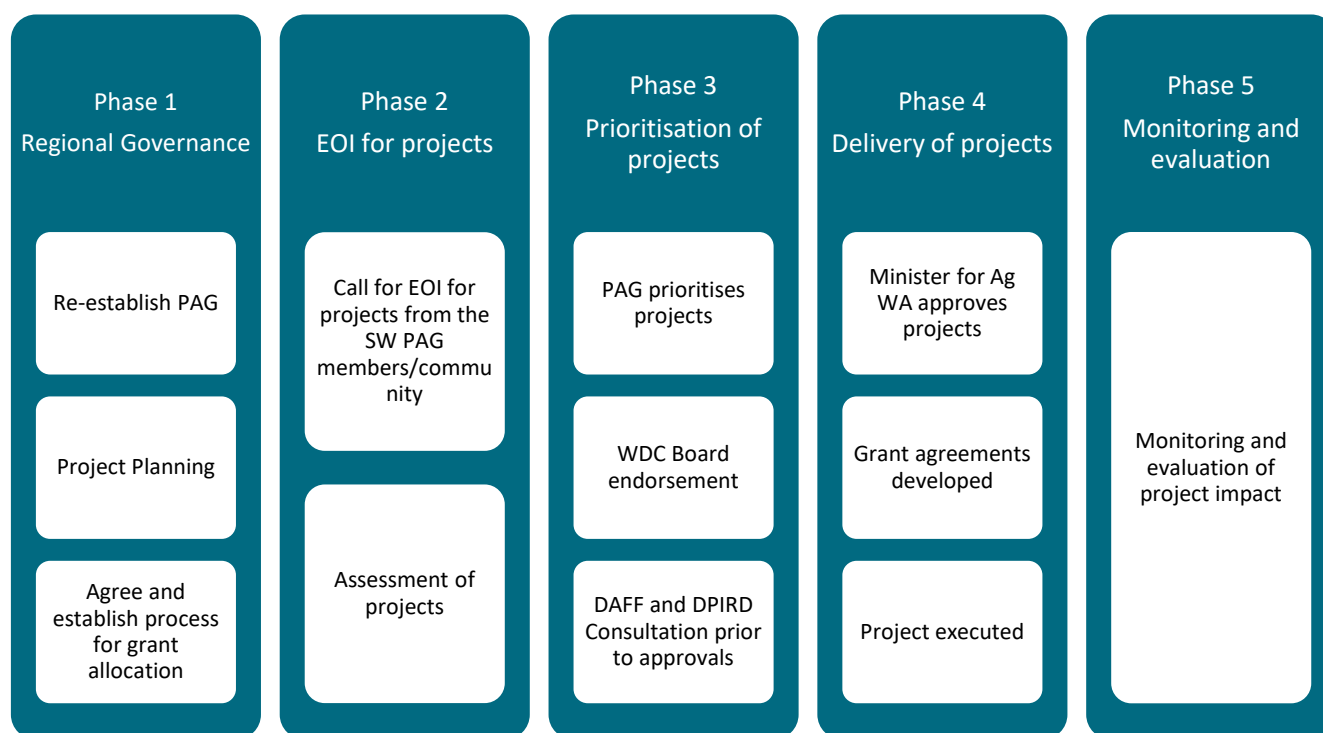 Phase 1
Regional Governance
Re-establish PAG
Project Planning
Agree and
establish process
for grant
allocation
Phase 2
EOI for projects
Call for EOI for
projects from the
SW PAG
members/commu
nity
Assessment of
projects
Phase 3
Prioritisation of
projects
PAG prioritises
projects
WDC Board
endorsement
DAFF and DPIRD
Consultation prior
to approvals
Phase 4
Delivery of projects
Minister for Ag
WA approves
projects
Grant agreements
developed
Project executed
Phase 5
Monitoring and
evaluation
Monitoring and
evaluation of
project impact